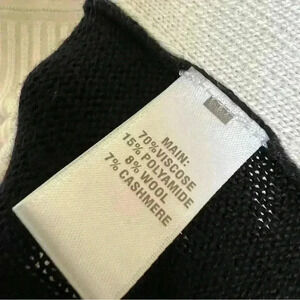 MAIN:
70%VISCOSE
15% POLYAMIDE
8% WOOL
7% CASHMERE